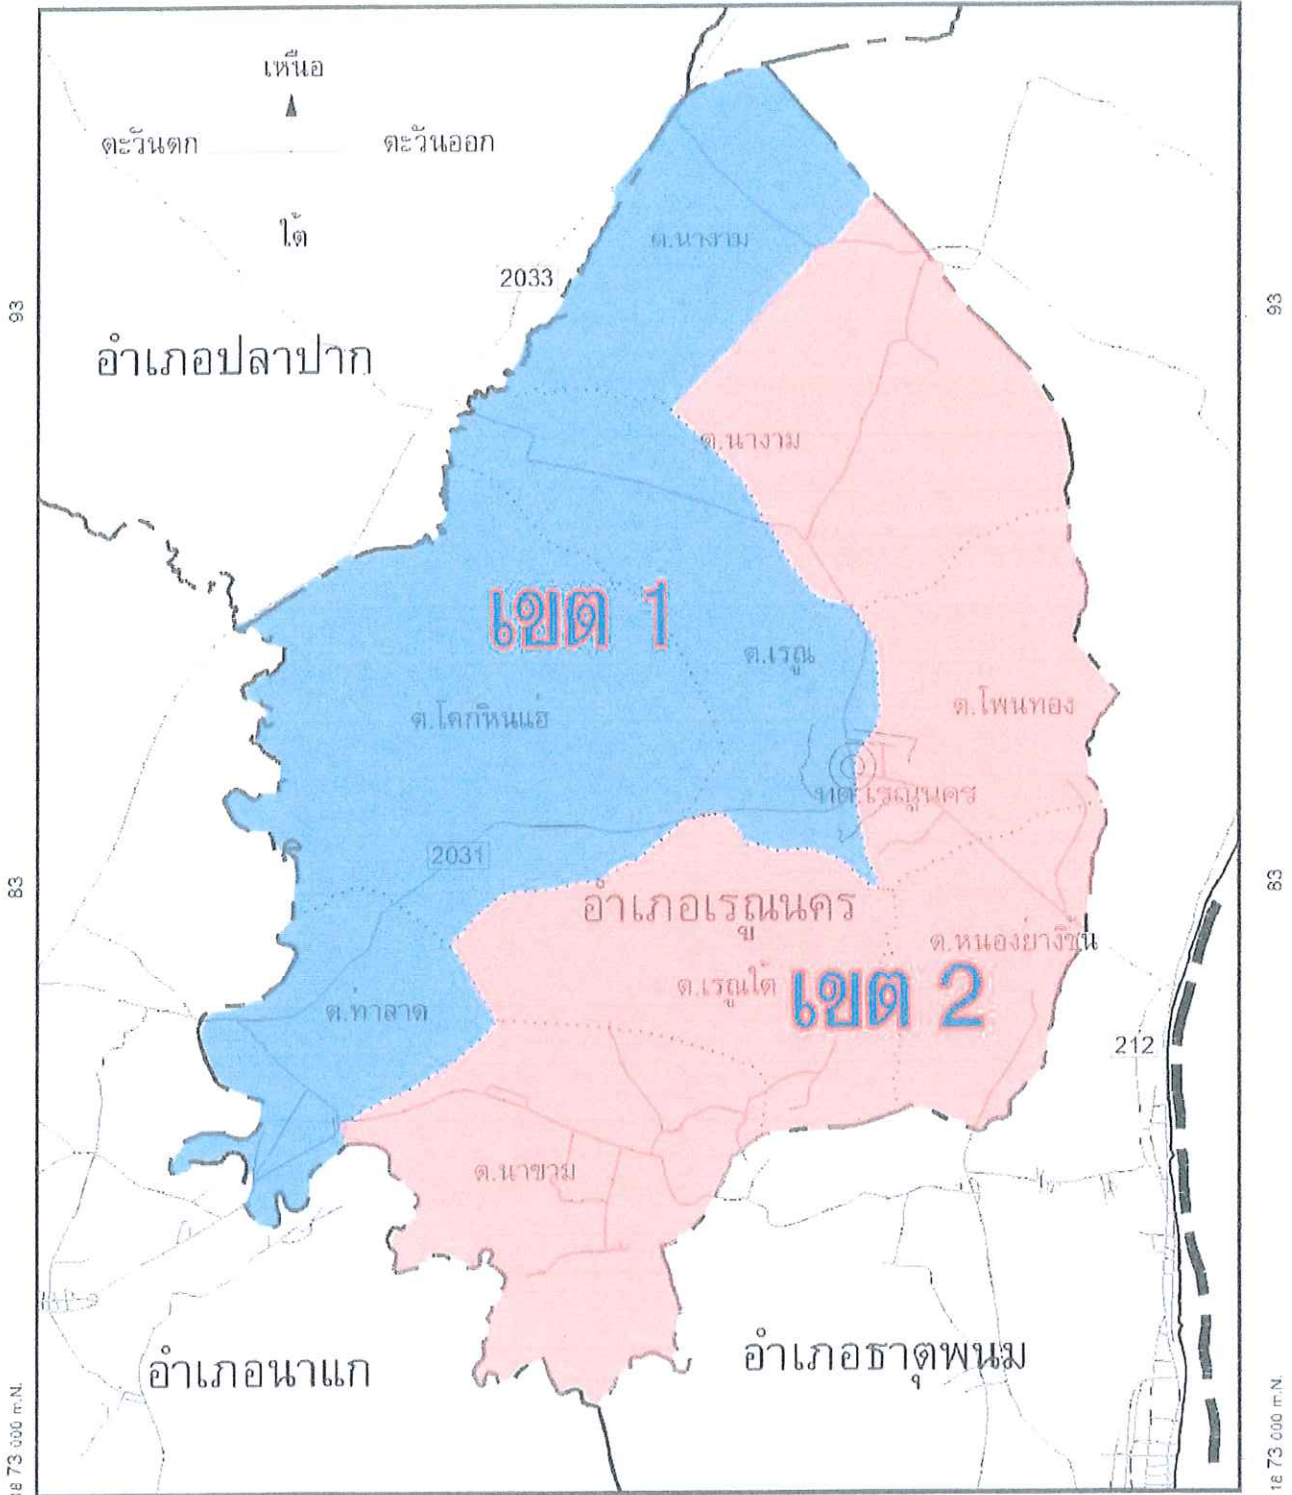 เหนือ
ตะวันตก
ตะวันออก
ใต้
ต.นางาม
2033
93
93
อำเภอปลาปาก
ต.นางาม
เขต 1
ต.เรณู
ต.โคกหินแฮ่
ต.โพนทอง
ทต.เรณูนคร
2031
83
83
อำเภอเรณูนคร
ต.หนองย่างชิ้น
ต.เรณูใต้
เขต 2
ต.ท่าลาด
212
ต.นาขาม
อำเภอนาแก
อำเภอธาตุพนม
18 73 000 m.N.
18 73 000 m.N.